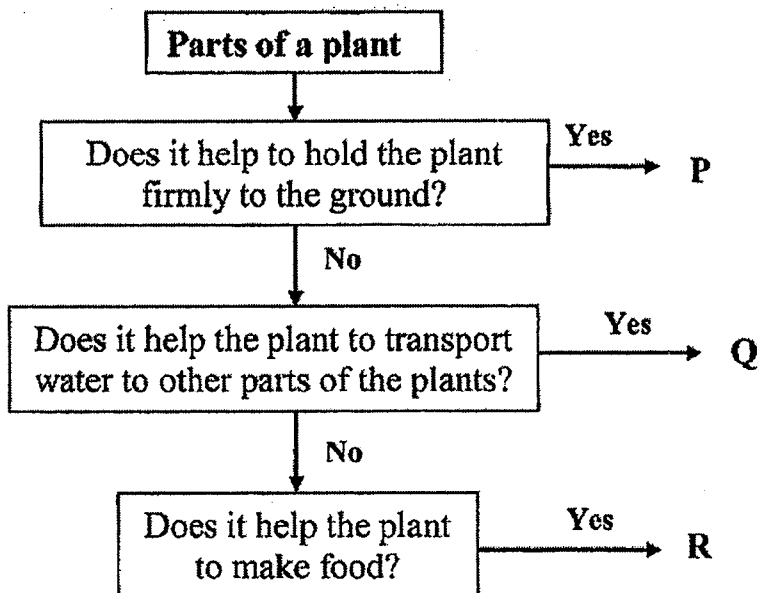 Parts of a plant
Does it help to hold the plant
firmly to the ground?
Yes
P
No
Does it help the plant to transport
water to other parts of the plants?
Yes
Q
No
Does it help the plant
to make food?
Yes
R